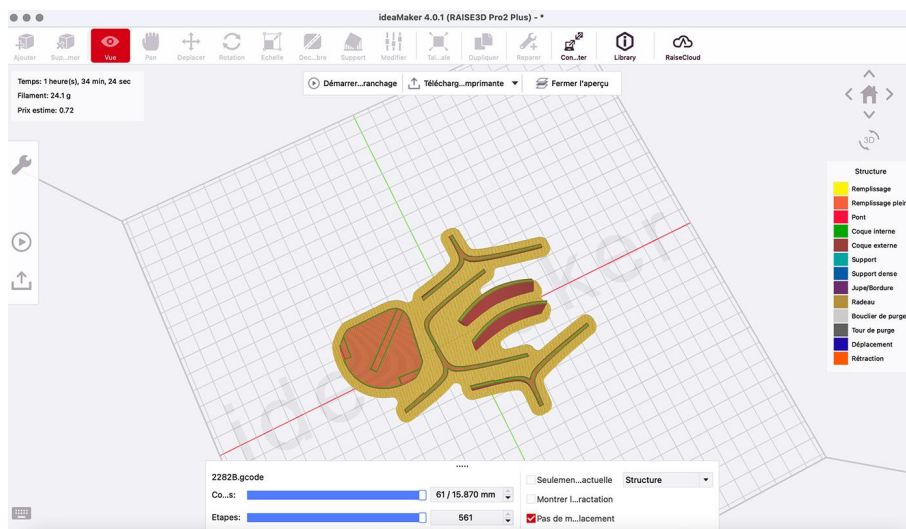 ideaMaker 4.0.1 (RAISE3D Pro2 Plus) - *
Ajouter Sup...mer Vue Pan Deplacer Rotation Echelle Dec...bre Support Modifier Tai...ale Dupliquer Reparer Con...ter Library RaiseCloud
Temps: 1 heure(s), 34 min, 24 sec
Filament: 24.1 g
Prix estime: 0.72
Démarrer...ranchage Télécharg...mprimante Fermer l'aperçu
3D
Structure
Remplissage
Remplissage plein
Pont
Coque interne
Coque externe
Support
Support dense
Jupe/Bordure
Radeau
Bouclier de purge
Tour de purge
Déplacement
Rétraction
2282B.gcode
Co...s: 61 / 15.870 mm
Etapes: 561
Seulemen...actuelle Structure
Montrer l...ractation
Pas de m...lacement